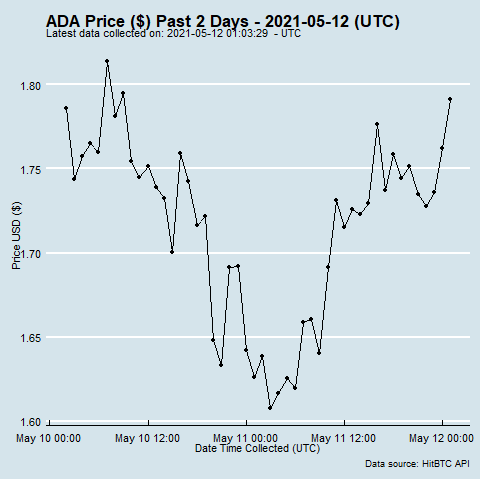 ADA Price ($) Past 2 Days - 2021-05-12 (UTC)
Latest data collected on: 2021-05-12 01:03:29 - UTC
1.80
1.75
1.70
1.65
1.60
Price USD ($)
May 10 00:00 May 10 12:00 May 11 00:00 May 11 12:00 May 12 00:00
Date Time Collected (UTC)
Data source: HitBTC API